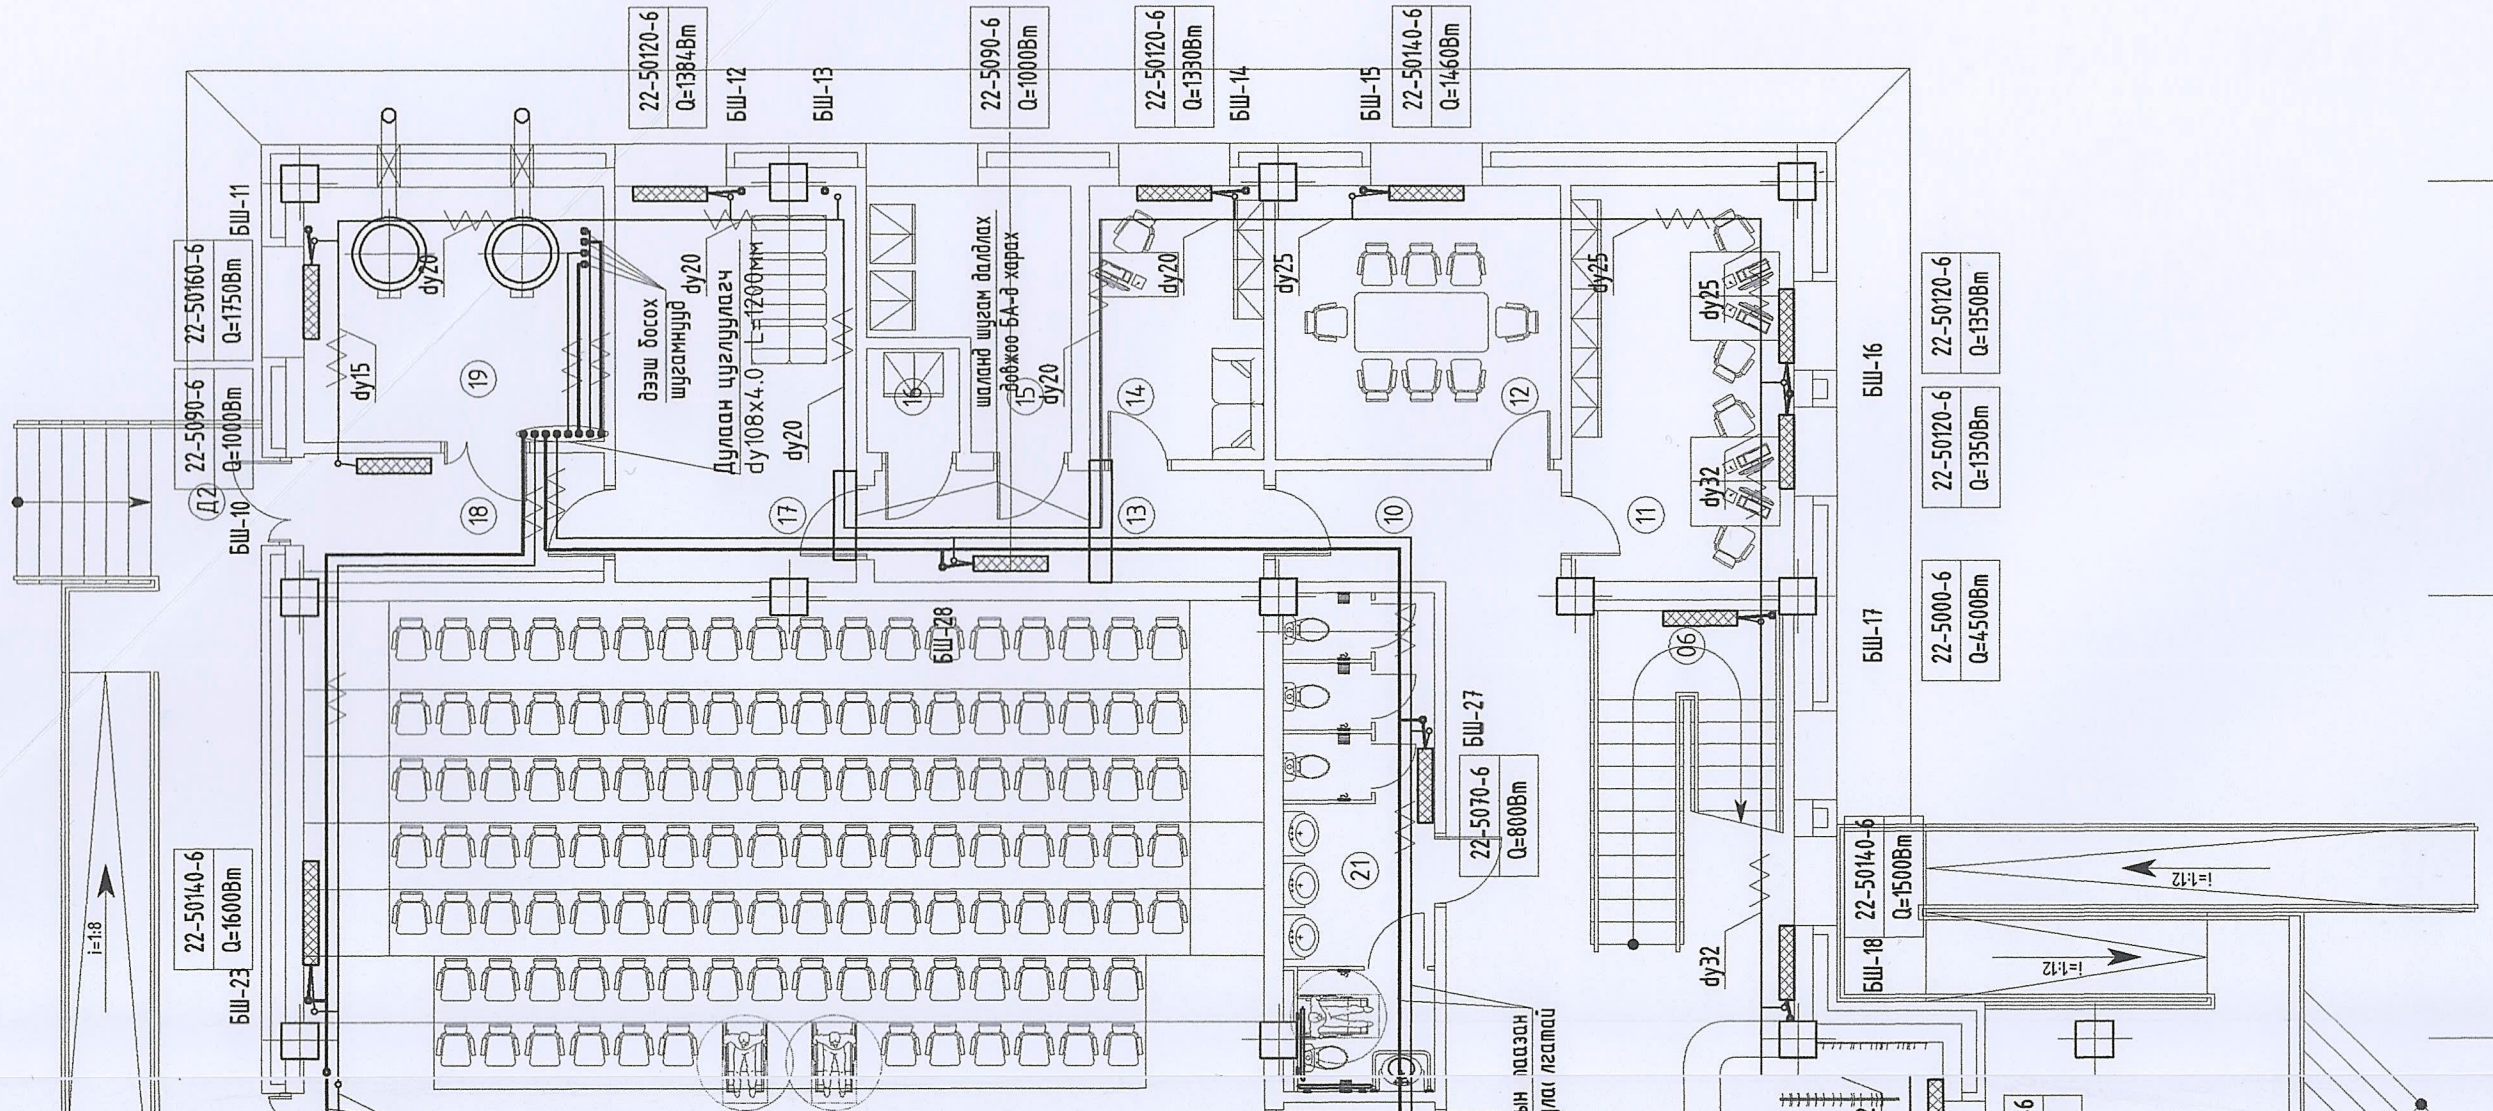 22-50120-6
Q=1384Вт
БШ-12
БШ-13
22-5090-6
Q=1000Вт
22-50120-6
Q=1330Вт
БШ-14
БШ-15
22-50140-6
Q=1460Вт
БШ-11
22-50160-6
Q=1750Вт
22-5090-6
Q=1000Вт
Д2
БШ-10
dy20
dy15
19
18
дээш босох
шугамнууд
dy20
Дулаан цуглуулагч
dy108x4.0 L=1200мм
dy20
17
16
шаланд шугам далдлах
довжоо БА-д харах
15
dy20
14
13
dy20
dy25
12
10
dy25
11
dy25
dy32
22-50120-6
Q=1350Вт
БШ-16
22-50120-6
Q=1350Вт
22-5000-6
Q=4500Вт
БШ-17
06
БШ-28
БШ-27
22-5070-6
Q=800Вт
21
22-50140-6
Q=1600Вт
БШ-23
i=1:8
dy32
22-50140-6
Q=1500Вт
БШ-18
i=1:12
i=1:12